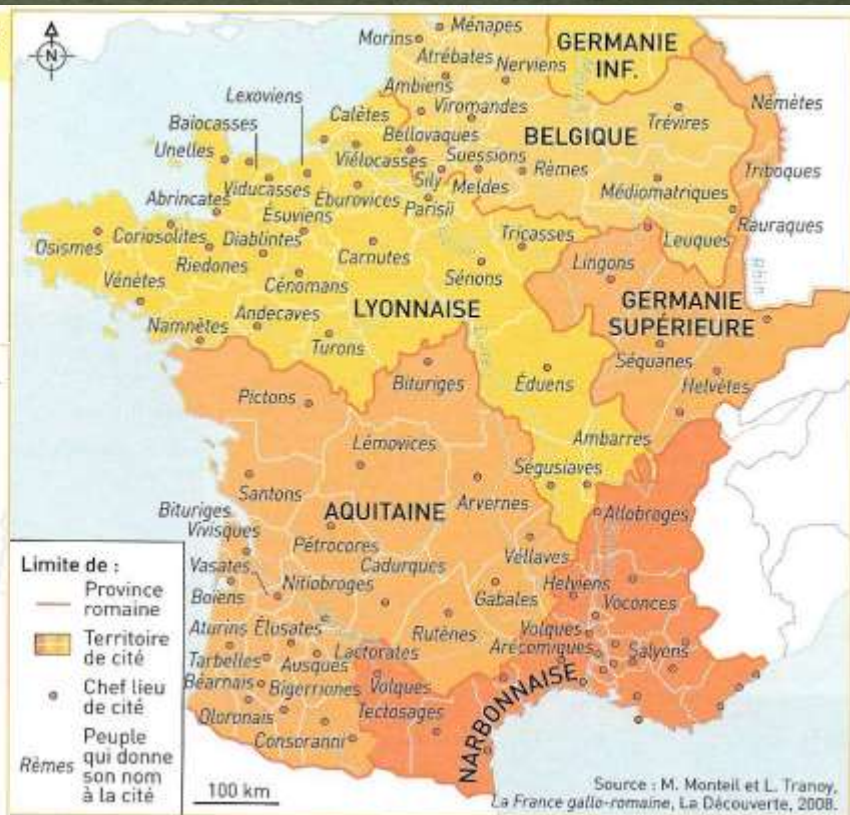 N
Morins
Ménapes
GERMANIE
INF.
Atrébates
Nerviens
Lexoviens
Ambiens
Némètes
Baïocasses
Calètes
Viromandes
Trévires
Unelles
Bellovaques
BELGIQUE
Viélocasses
Suessions
Rèmes
Triboques
Viducasses
Sily
Meldes
Médiomatriques
Abrincates
Éburovices
Parisii
Ésuviens
Rauraques
Osismes
Coriosolites
Diablintes
Tricasses
Leuques
Riedones
Carnutes
Lingons
Rhin
Vénètes
Cénomans
Sénons
Andecaves
LYONNAISE
GERMANIE
SUPÉRIEURE
Namnètes
Turons
Séquanes
Bituriges
Éduens
Helvètes
Pictons
Lémovices
Ambarres
Ségusiaves
Santons
Arvernes
Bituriges
Vivisques
AQUITAINE
Allobroges
Pétrocores
Vellaves
Vasates
Cadurques
Helviens
Boïens
Nitiobroges
Gabales
Voconces
Aturins
Élusates
Rutènes
Volques
Arécomiques
Lactorates
Salyens
Tarbelles
Ausques
Béarnais
Bigerriones
Volques
Tectosages
NARBONNAISE
Oloronais
Consoranni
Limite de :
Province
romaine
Territoire
de cité
Chef lieu
de cité
Rèmes
Peuple
qui donne
son nom
à la cité
100 km
Source : M. Monteil et L. Tranoy,
La France gallo-romaine, La Découverte, 2008.